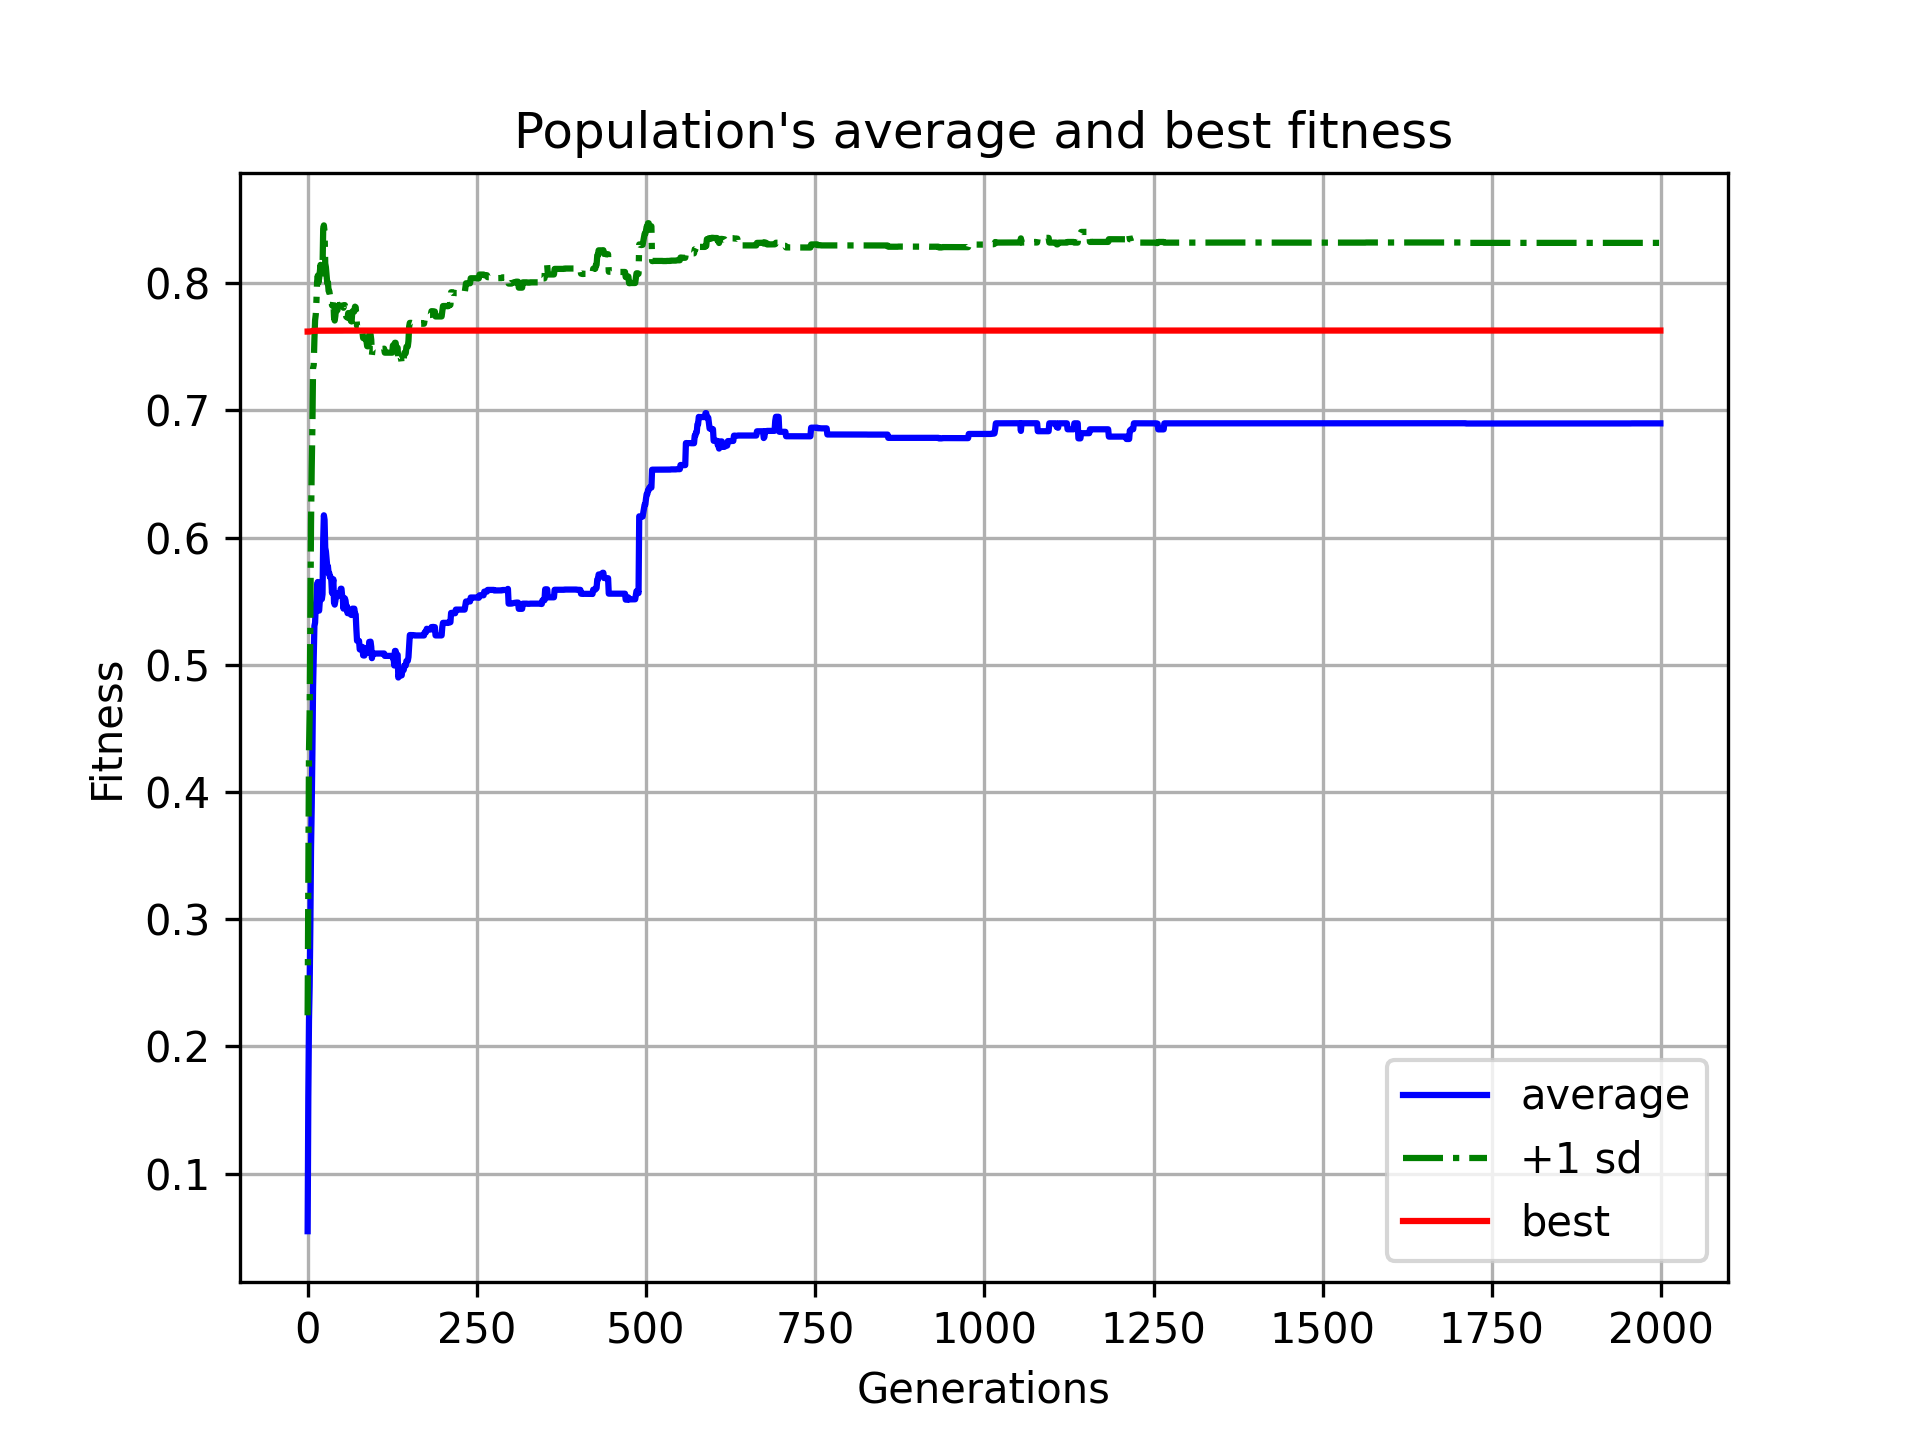 Population's average and best fitness
Fitness
0.8
0.7
0.6
0.5
0.4
0.3
0.2
0.1
0 250 500 750 1000 1250 1500 1750 2000
Generations
average
+1 sd
best